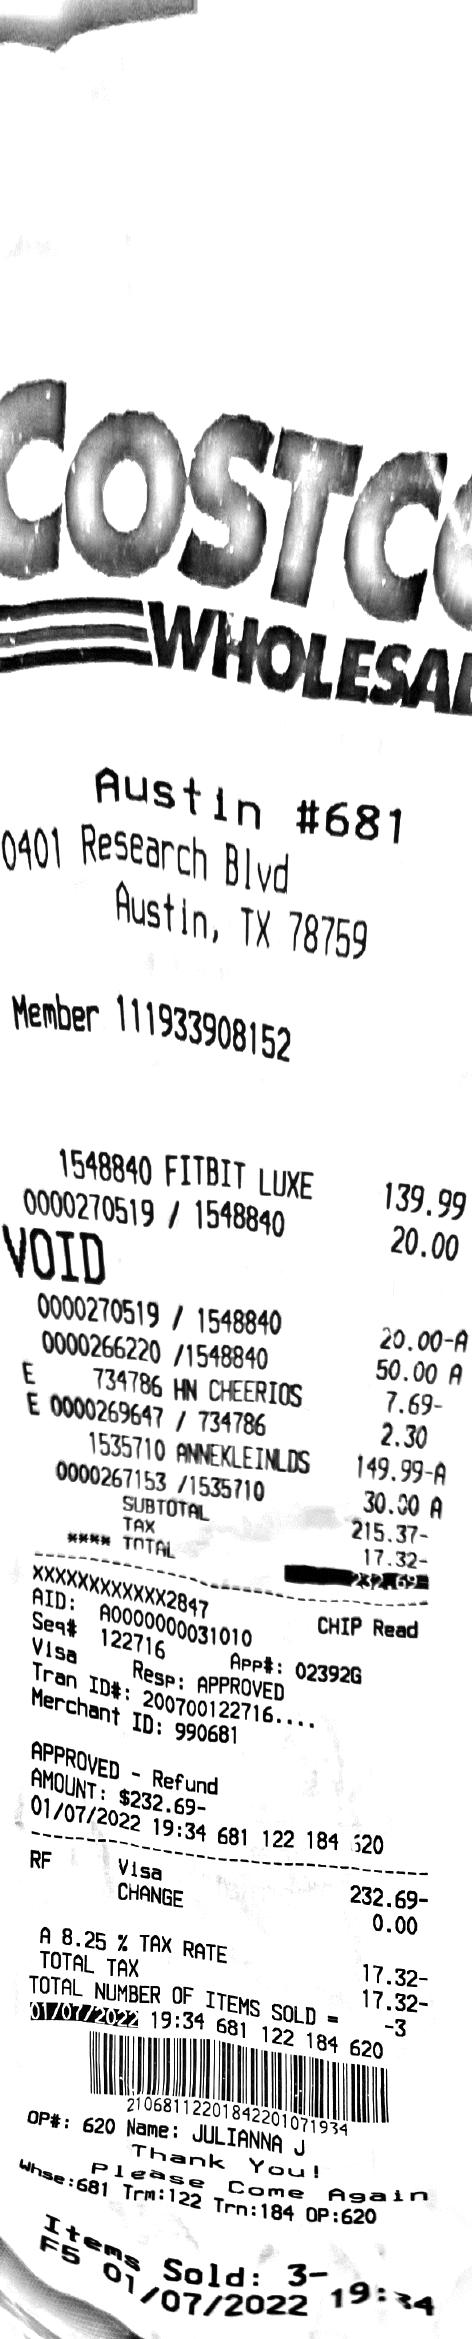 COSTCO
WHOLESAL
Austin #681
0401 Research Blvd
Austin, TX 78759
Member 111933908152
1548840 FITBIT LUXE 139.99
0000270519 / 1548840 20.00
VOID
0000270519 / 1548840 20.00-A
0000266220 /1548840 50.00 A
E 734786 HN CHEERIOS 7.69-
E 0000269647 / 734786 2.30
1535710 ANNEKLEINLDS 149.99-A
0000267153 /1535710 30.00 A
SUBTOTAL 215.37-
TAX 17.32-
**** TOTAL 232.69-
XXXXXXXXXXXX2847 CHIP Read
AID: A0000000031010
Seq# 122716 App#: 02392G
Visa Resp: APPROVED
Tran ID#: 200700122716....
Merchant ID: 990681
APPROVED - Refund
AMOUNT: $232.69-
01/07/2022 19:34 681 122 184 620
RF Visa 232.69-
CHANGE 0.00
A 8.25 % TAX RATE 17.32-
TOTAL TAX 17.32-
TOTAL NUMBER OF ITEMS SOLD = -3
01/07/2022 19:34 681 122 184 620
21068112201842201071934
OP#: 620 Name: JULIANNA J
Thank You!
Please Come Again
Whse:681 Trm:122 Trn:184 OP:620
Items Sold: 3-
F5 01/07/2022 19:34